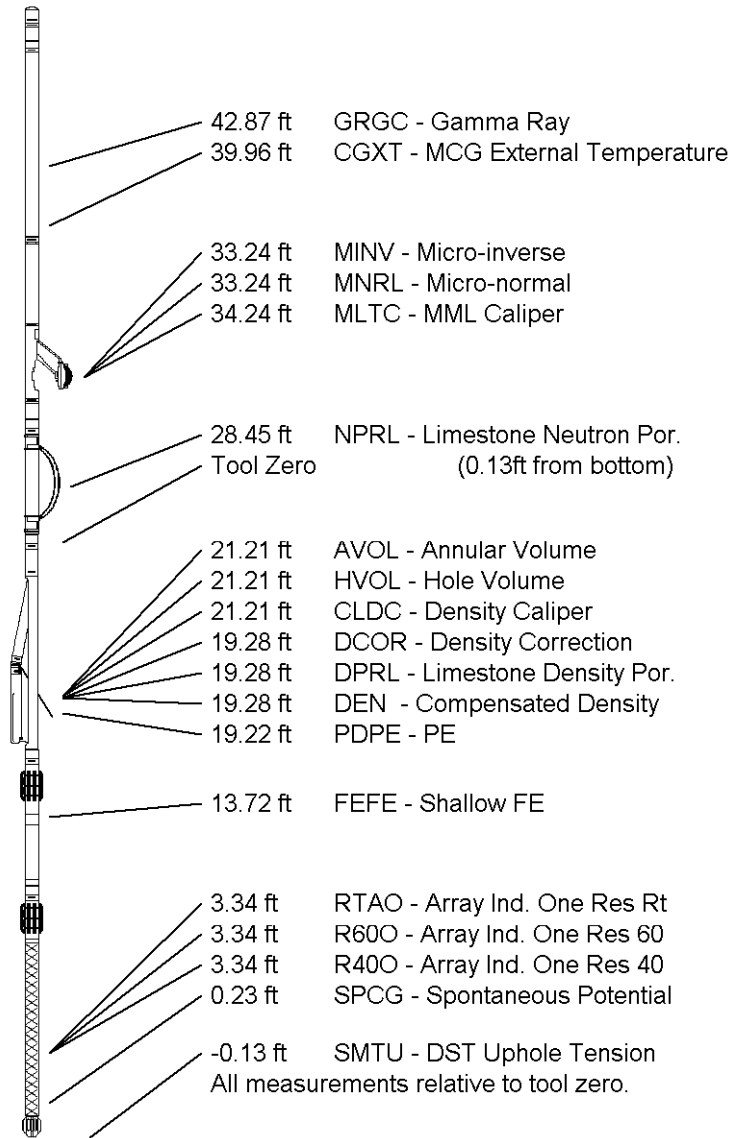 42.87 ft GRGC - Gamma Ray
39.96 ft CGXT - MCG External Temperature
33.24 ft MINV - Micro-inverse
33.24 ft MNRL - Micro-normal
34.24 ft MLTC - MML Caliper
28.45 ft NPRL - Limestone Neutron Por.
Tool Zero (0.13ft from bottom)
21.21 ft AVOL - Annular Volume
21.21 ft HVOL - Hole Volume
21.21 ft CLDC - Density Caliper
19.28 ft DCOR - Density Correction
19.28 ft DPRL - Limestone Density Por.
19.28 ft DEN - Compensated Density
19.22 ft PDPE - PE
13.72 ft FEFE - Shallow FE
3.34 ft RTAO - Array Ind. One Res Rt
3.34 ft R60O - Array Ind. One Res 60
3.34 ft R40O - Array Ind. One Res 40
0.23 ft SPCG - Spontaneous Potential
-0.13 ft SMTU - DST Uphole Tension
All measurements relative to tool zero.